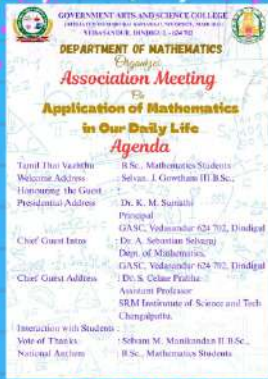 GOVERNMENT ARTS AND SCIENCE COLLEGE
VEDASANDUR, DINDIGUL - 624 702
DEPARTMENT OF MATHEMATICS
Organizes
Association Meeting
On
Application of Mathematics
in Our Daily Life
Agenda
Tamil Thai Vazhthu : B.Sc., Mathematics Students
Welcome Address : Selvan. J. Gowtham III B.Sc.,
Honouring the Guest :
Presidential Address : Dr. K. M. Sumathi
Principal
GASC, Vedasandur 624 702, Dindigul
Chief Guest Intro : Dr. A. Sebastian Selvaraj
Dept. of Mathematics,
GASC, Vedasandur 624 702, Dindigul
Chief Guest Address : Dr. S. Celine Prabha
Assistant Professor
SRM Institute of Science and Tech
Chengalpattu.
Interaction with Students :
Vote of Thanks : Selvam M. Manikandan II B.Sc.,
National Anthem : B.Sc., Mathematics Students